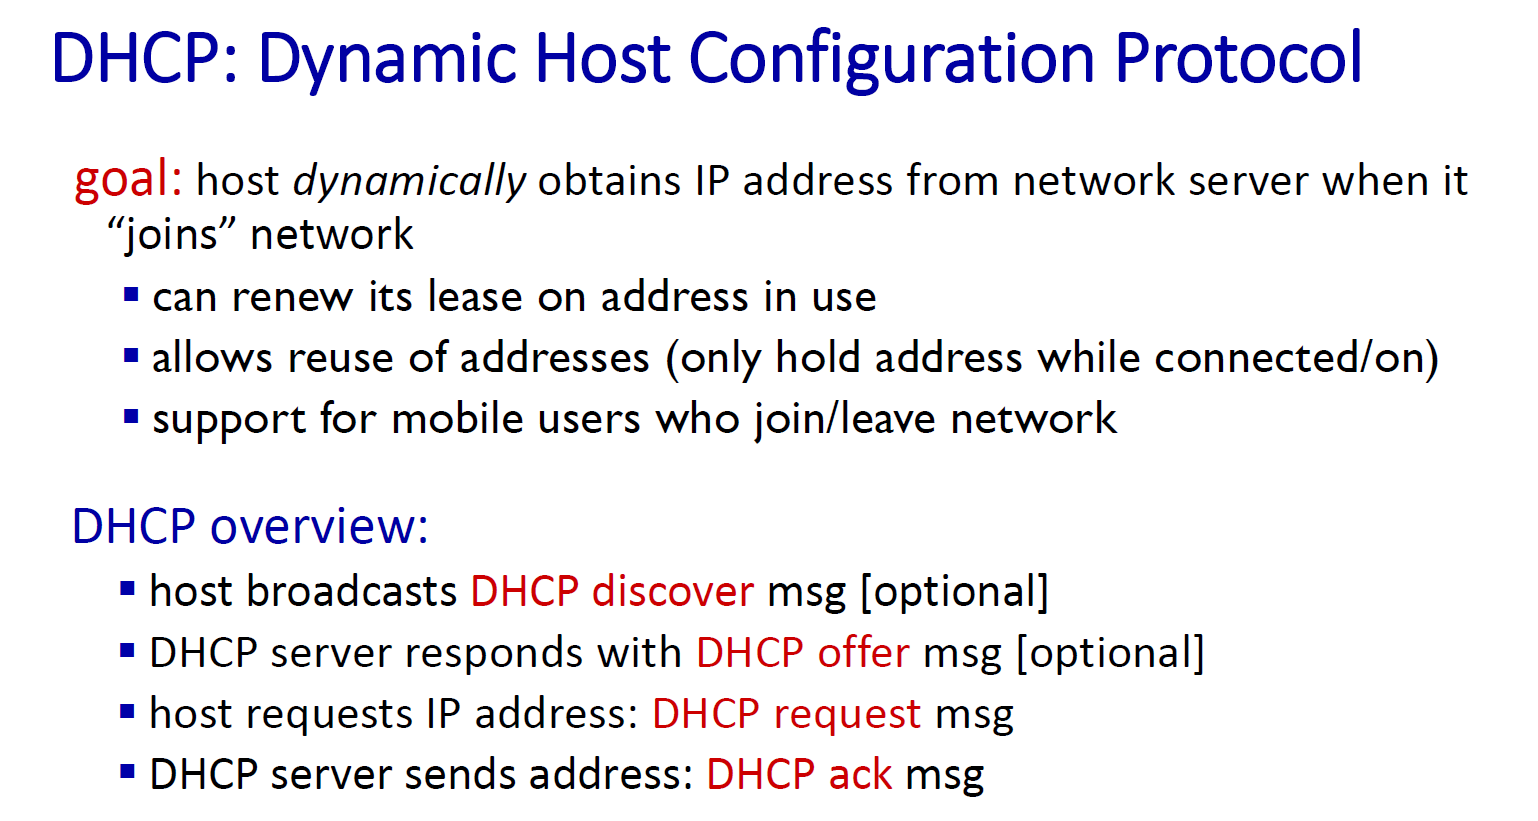 DHCP: Dynamic Host Configuration Protocol
goal: host dynamically obtains IP address from network server when it
“joins” network
▪ can renew its lease on address in use
▪ allows reuse of addresses (only hold address while connected/on)
▪ support for mobile users who join/leave network
DHCP overview:
▪ host broadcasts DHCP discover msg [optional]
▪ DHCP server responds with DHCP offer msg [optional]
▪ host requests IP address: DHCP request msg
▪ DHCP server sends address: DHCP ack msg